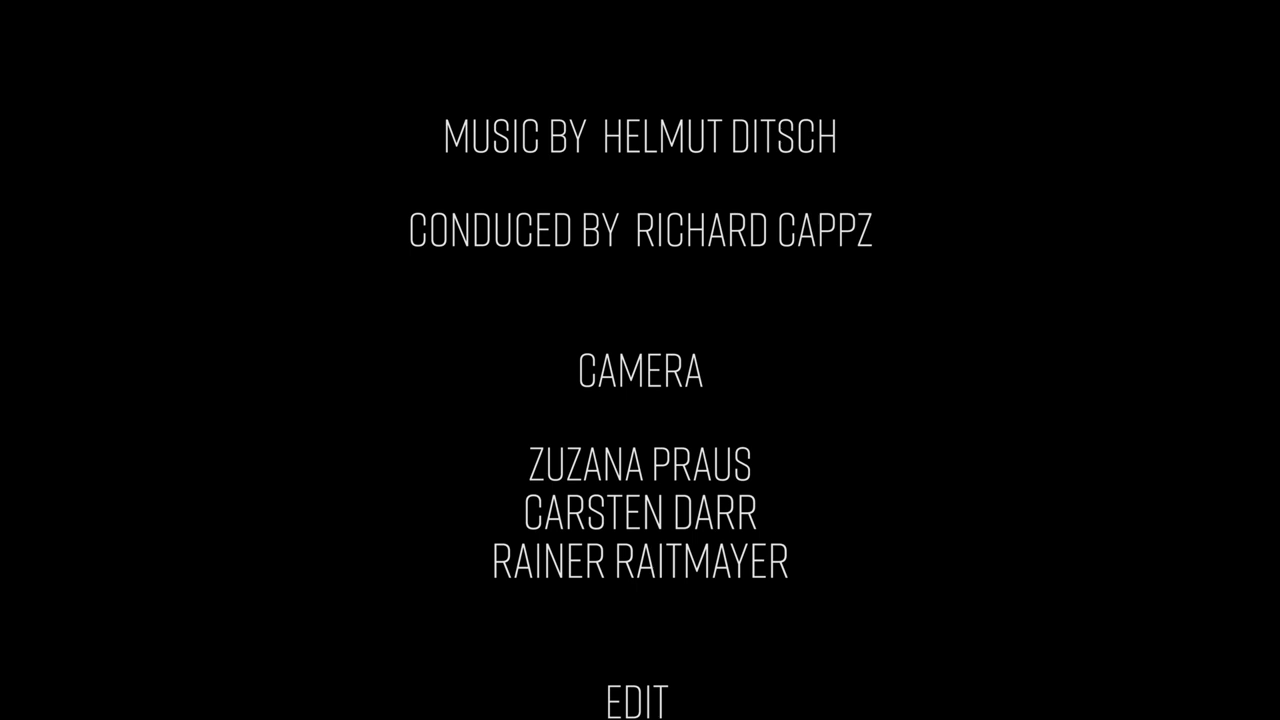 MUSIC BY  HELMUT DITSCH
CONDUCED BY  RICHARD CAPPZ
CAMERA
ZUZANA PRAUS
CARSTEN DARR
RAINER RAITMAYER
EDIT